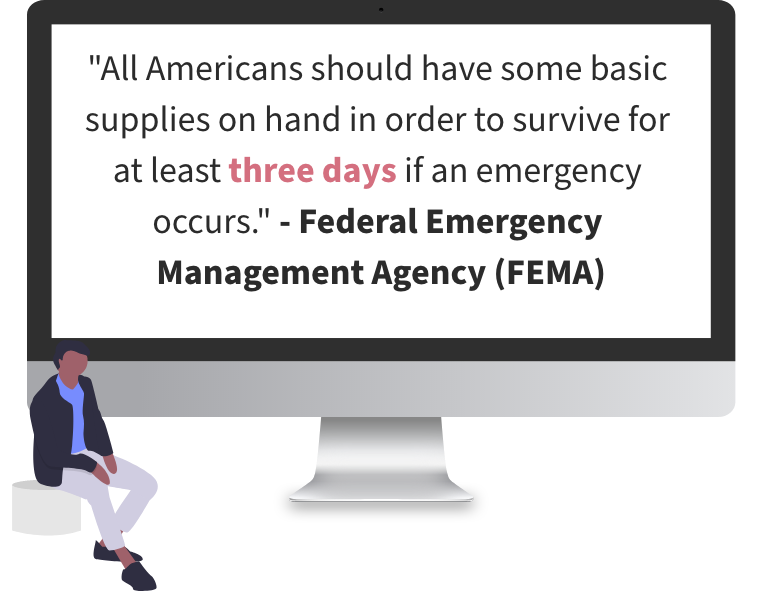 "All Americans should have some basic
supplies on hand in order to survive for
at least three days if an emergency
occurs." - Federal Emergency
Management Agency (FEMA)